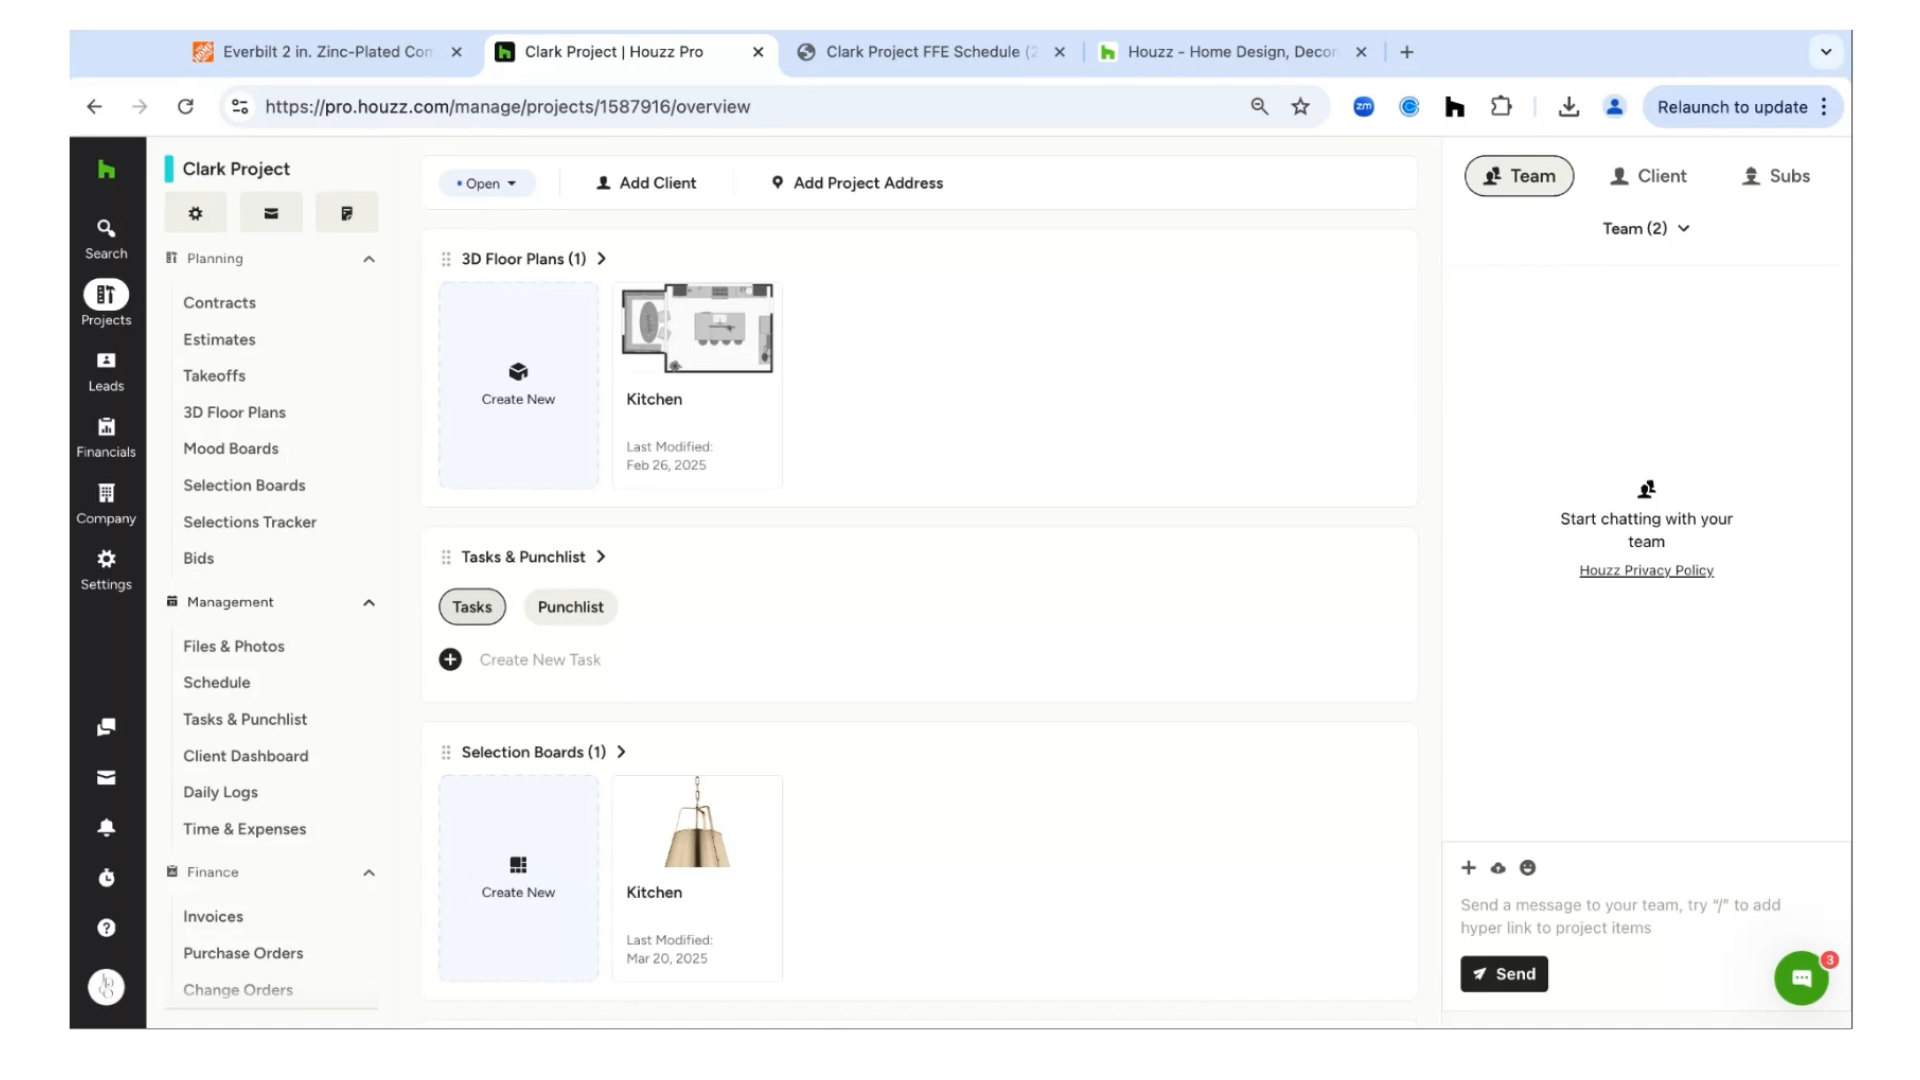 Everbilt 2 in. Zinc-Plated Com
Clark Project | Houzz Pro
Clark Project FFE Schedule (2
Houzz - Home Design, Decor
https://pro.houzz.com/manage/projects/1587916/overview
zm
Relaunch to update
Search
Projects
Leads
Financials
Company
Settings
Clark Project
Planning
Contracts
Estimates
Takeoffs
3D Floor Plans
Mood Boards
Selection Boards
Selections Tracker
Bids
Management
Files & Photos
Schedule
Tasks & Punchlist
Client Dashboard
Daily Logs
Time & Expenses
Finance
Invoices
Purchase Orders
Change Orders
Open
Add Client
Add Project Address
3D Floor Plans (1)
Create New
Kitchen
Last Modified:
Feb 26, 2025
Tasks & Punchlist
Tasks
Punchlist
Create New Task
Selection Boards (1)
Create New
Kitchen
Last Modified:
Mar 20, 2025
Team
Client
Subs
Team (2)
Start chatting with your
team
Houzz Privacy Policy
Send a message to your team, try "/" to add
hyper link to project items
Send
3